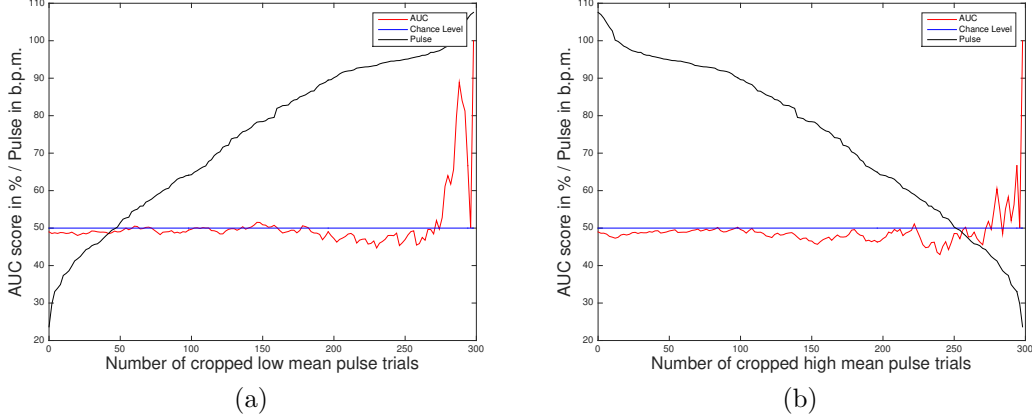 110
100
90
80
70
60
50
40
30
20
AUC score in % / Pulse in b.p.m.
AUC
Chance Level
Pulse
0 50 100 150 200 250 300
Number of cropped low mean pulse trials
(a)
110
100
90
80
70
60
50
40
30
20
AUC score in % / Pulse in b.p.m.
AUC
Chance Level
Pulse
0 50 100 150 200 250 300
Number of cropped high mean pulse trials
(b)